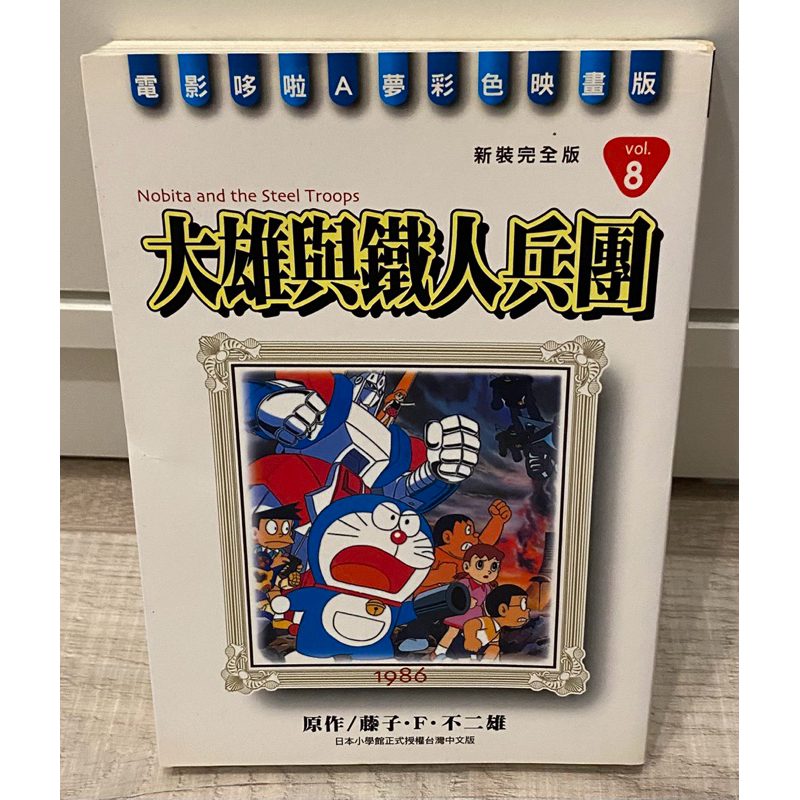 電影哆啦A夢彩色映畫版
新裝完全版
vol.
8
Nobita and the Steel Troops
大雄與鐵人兵團
1986
原作/藤子·F·不二雄
日本小學館正式授權台灣中文版